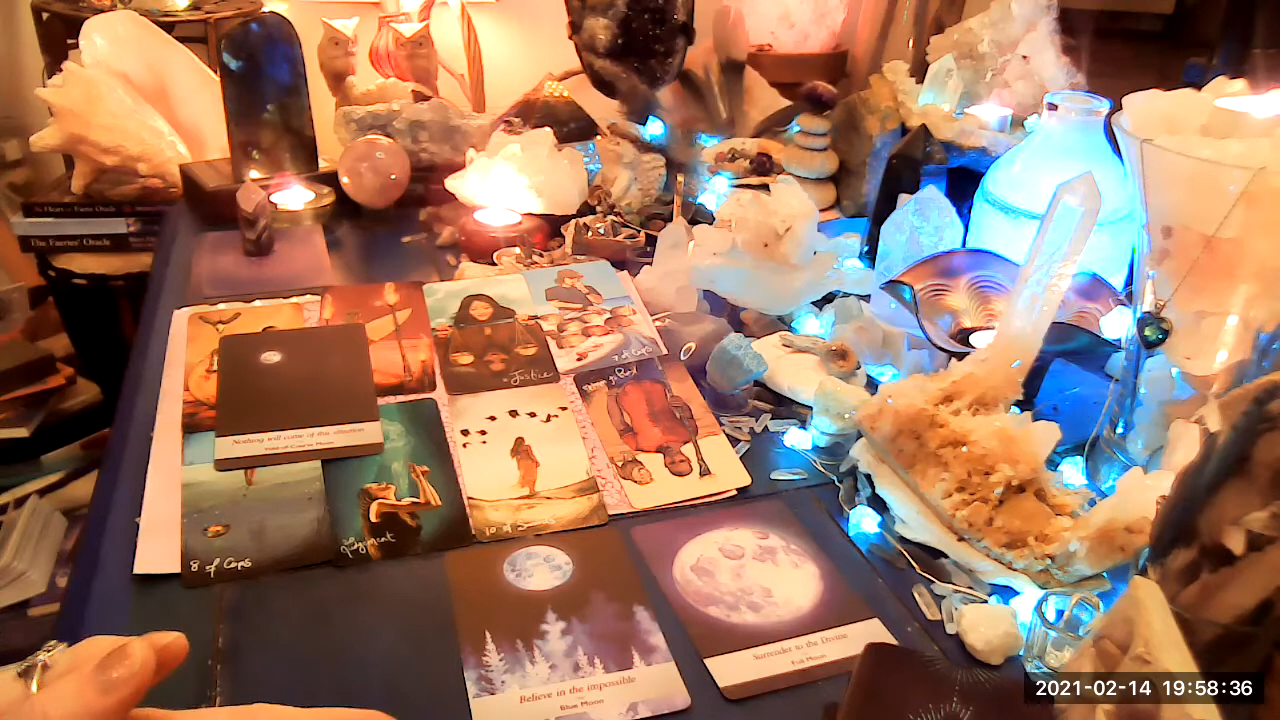 The Faeries' Oracle
Justice
7 of Cups
Nothing will come of this situation
Void-of-Course Moon
8 of Cups
Judgement
10 of
Believe in the impossible
Blue Moon
Surrender to the Divine
Full Moon
2021-02-14 19:58:36